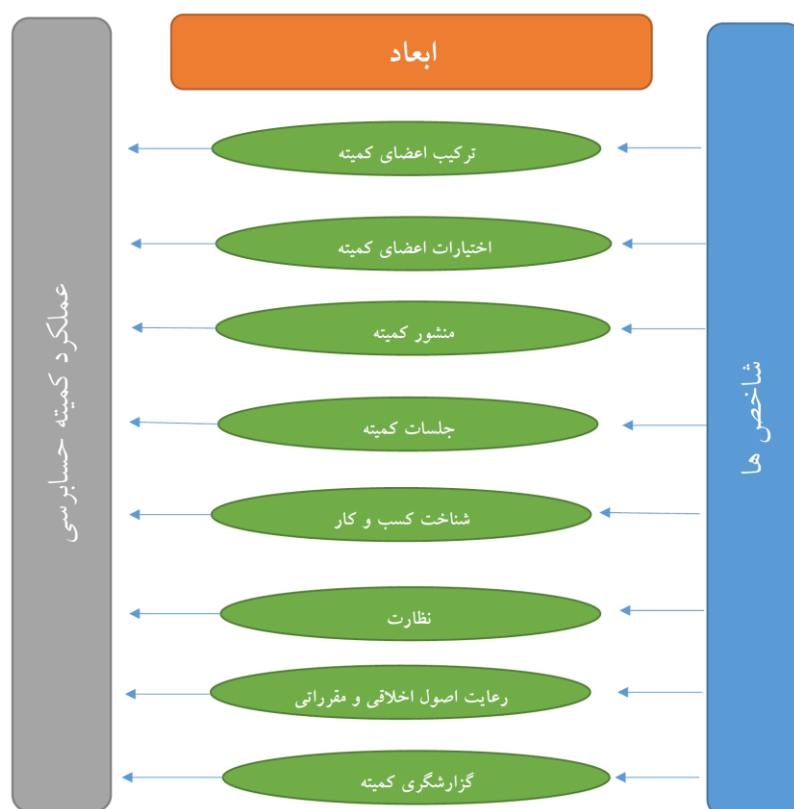 ابعاد
شاخص ها
ترکیب اعضای کمیته
اختیارات اعضای کمیته
منشور کمیته
جلسات کمیته
شناخت کسب و کار
نظارت
رعایت اصول اخلاقی و مقرراتی
گزارشگری کمیته
عملکرد کمیته حسابرسی